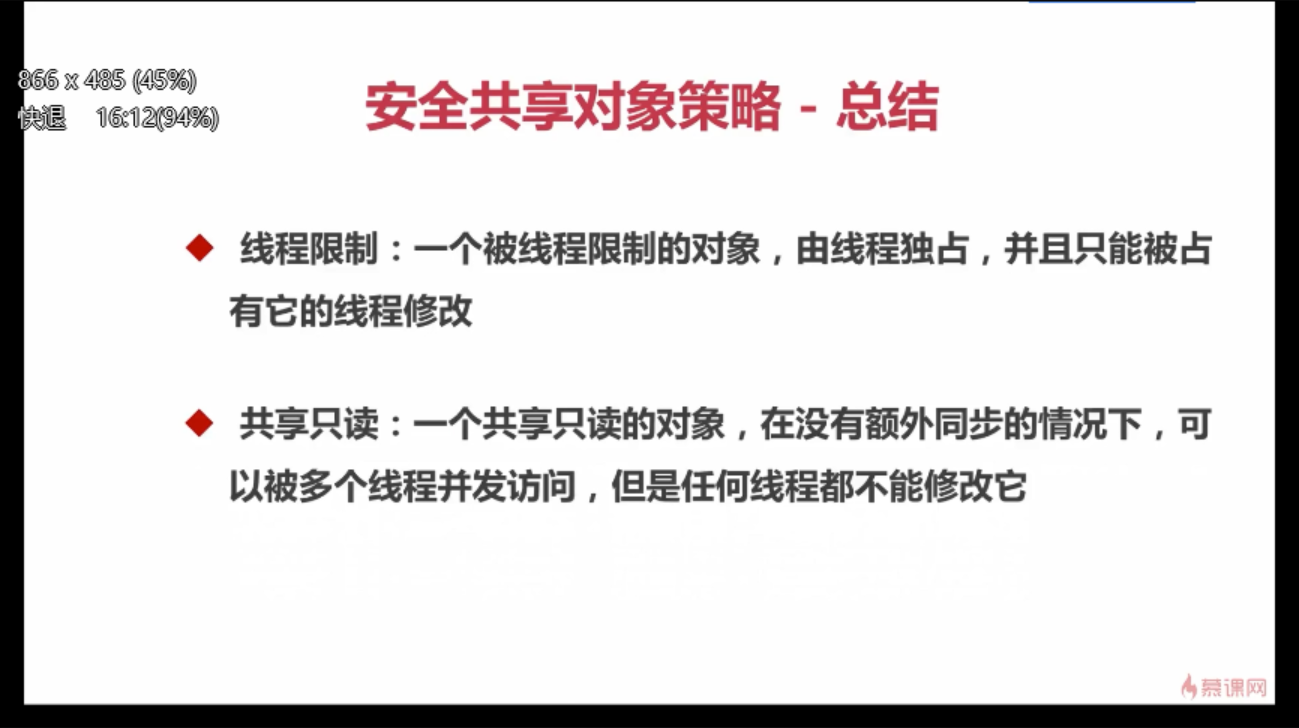 866 x 485 (45%)
快退 16:12(94%)
安全共享对象策略 - 总结
线程限制：一个被线程限制的对象，由线程独占，并且只能被占
有它的线程修改
共享只读：一个共享只读的对象，在没有额外同步的情况下，可
以被多个线程并发访问，但是任何线程都不能修改它
慕课网